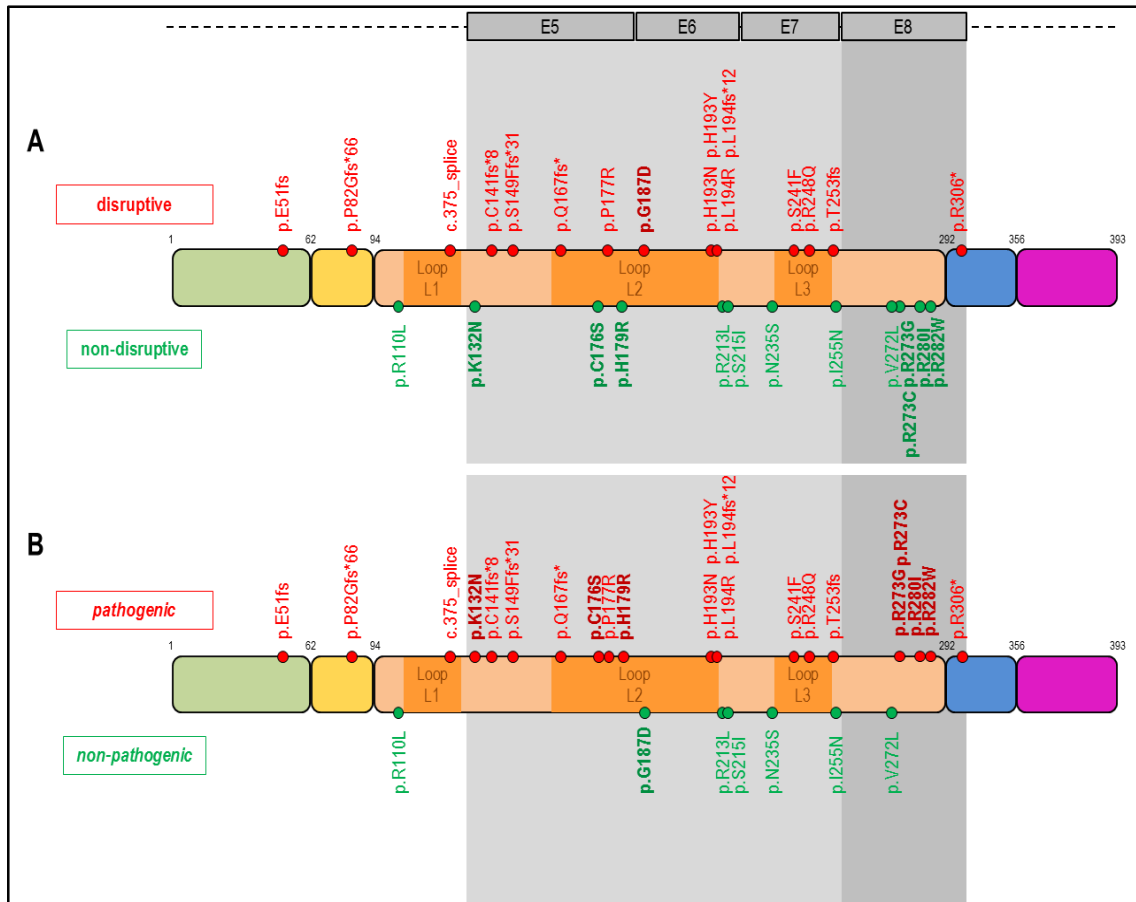 E5
E6
E7
E8
A
disruptive
p.E51fs
p.P82Gfs*66
c.375_splice
p.C141fs*8
p.S149Ffs*31
p.Q167fs*
p.P177R
p.G187D
p.H193N p.H193Y
p.L194R p.L194fs*12
p.S241F
p.R248Q
p.T253fs
p.R306*
1
62
94
292
356
393
Loop
L1
Loop
L2
Loop
L3
non-disruptive
p.R110L
p.K132N
p.C176S
p.H179R
p.R213L
p.S215I
p.N235S
p.I255N
p.V272L
p.R273C p.R273G
p.R280I
p.R282W
B
pathogenic
p.E51fs
p.P82Gfs*66
c.375_splice
p.K132N
p.C141fs*8
p.S149Ffs*31
p.Q167fs*
p.C176S
p.P177R
p.H179R
p.H193N p.H193Y
p.L194R p.L194fs*12
p.S241F
p.R248Q
p.T253fs
p.R273G p.R273C
p.R280I
p.R282W
p.R306*
1
62
94
292
356
393
Loop
L1
Loop
L2
Loop
L3
non-pathogenic
p.R110L
p.G187D
p.R213L
p.S215I
p.N235S
p.I255N
p.V272L